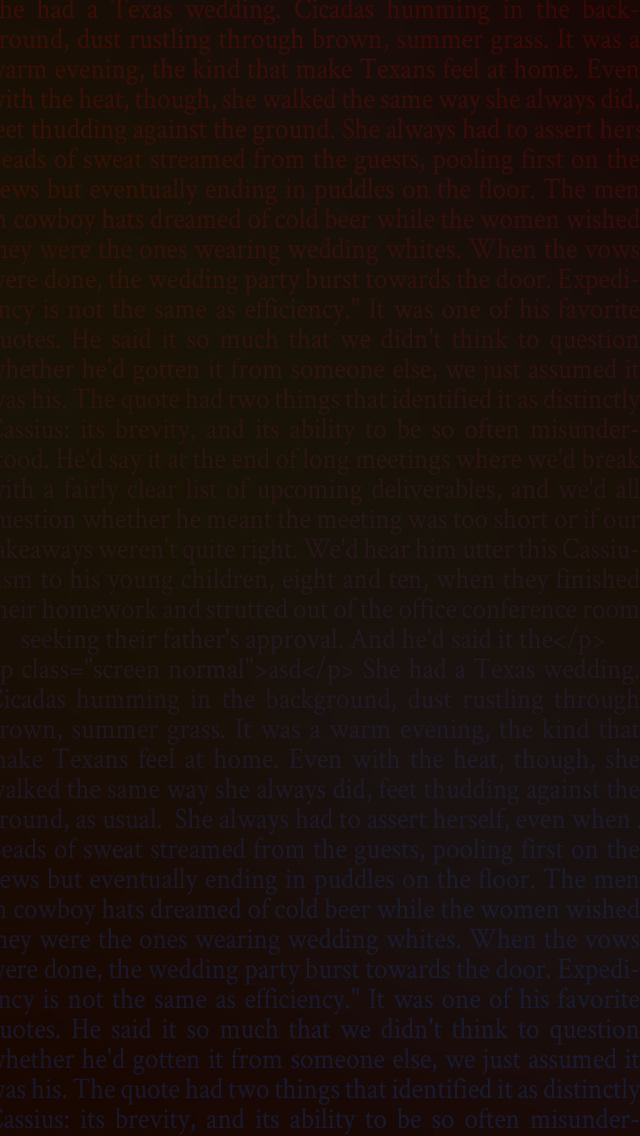 he had a Texas wedding. Cicadas humming in the back-
round, dust rustling through brown, summer grass. It was a
arm evening, the kind that make Texans feel at home. Even
ith the heat, though, she walked the same way she always did,
eet thudding against the ground. She always had to assert her
eads of sweat streamed from the guests, pooling first on the
ews but eventually ending in puddles on the floor. The men
n cowboy hats dreamed of cold beer while the women wished
hey were the ones wearing wedding whites. When the vows
ere done, the wedding party burst towards the door. Expedi-
ncy is not the same as efficiency." It was one of his favorite
uotes. He said it so much that we didn't think to question
hether he'd gotten it from someone else, we just assumed it
as his. The quote had two things that identified it as distinctly
Cassius: its brevity, and its ability to be so often misunder-
tood. He'd say it at the end of long meetings where we'd break
ith a fairly clear list of upcoming deliverables, and we'd all
uestion whether he meant the meeting was too short or if our
akeaways weren't quite right. We'd hear him utter this Cassiu-
sm to his young children, eight and ten, when they finished
heir homework and strutted out of the office conference room
seeking their father's approval. And he'd said it the</p>
p class="screen normal">asd</p> She had a Texas wedding.
Cicadas humming in the background, dust rustling through
rown, summer grass. It was a warm evening, the kind that
make Texans feel at home. Even with the heat, though, she
walked the same way she always did, feet thudding against the
round, as usual. She always had to assert herself, even when .
eads of sweat streamed from the guests, pooling first on the
ews but eventually ending in puddles on the floor. The men
n cowboy hats dreamed of cold beer while the women wished
hey were the ones wearing wedding whites. When the vows
ere done, the wedding party burst towards the door. Expedi-
ncy is not the same as efficiency." It was one of his favorite
uotes. He said it so much that we didn't think to question
whether he'd gotten it from someone else, we just assumed it
as his. The quote had two things that identified it as distinctly
Cassius: its brevity, and its ability to be so often misunder-